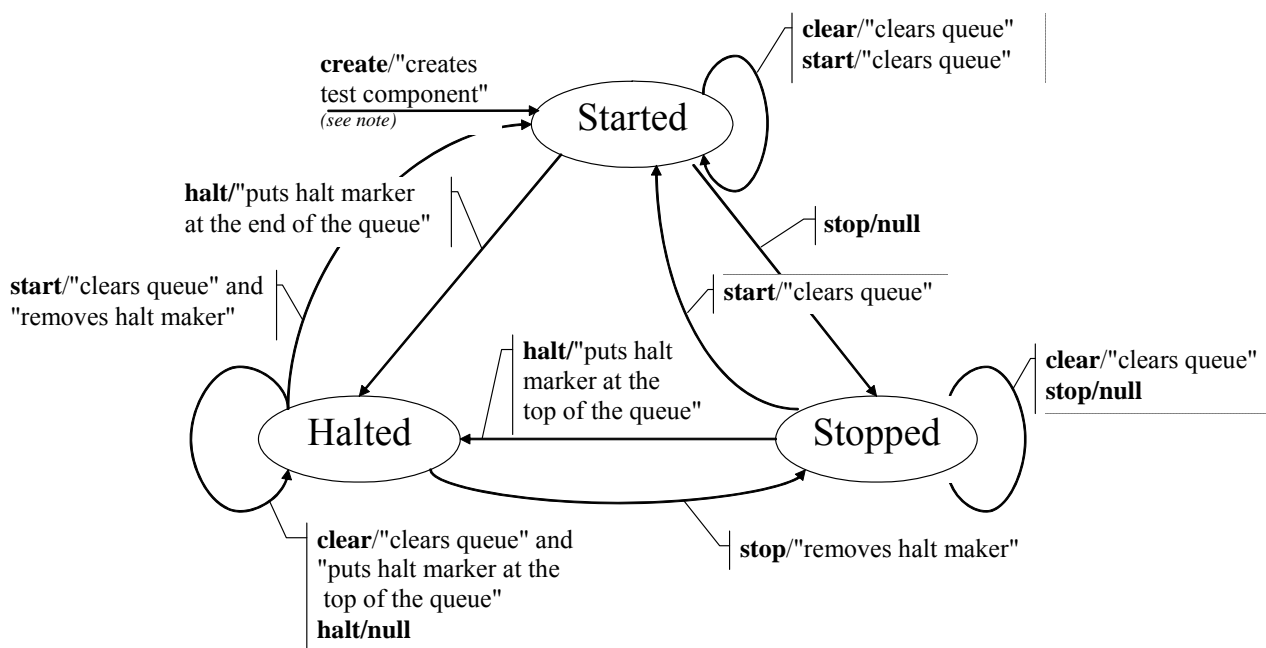 clear/"clears queue"
start/"clears queue"
create/"creates
test component"
(see note)
Started
halt/"puts halt marker
at the end of the queue"
stop/null
start/"clears queue" and
"removes halt maker"
start/"clears queue"
halt/"puts halt
marker at the
top of the queue"
clear/"clears queue"
stop/null
Halted
Stopped
clear/"clears queue" and
"puts halt marker at the
top of the queue"
halt/null
stop/"removes halt maker"